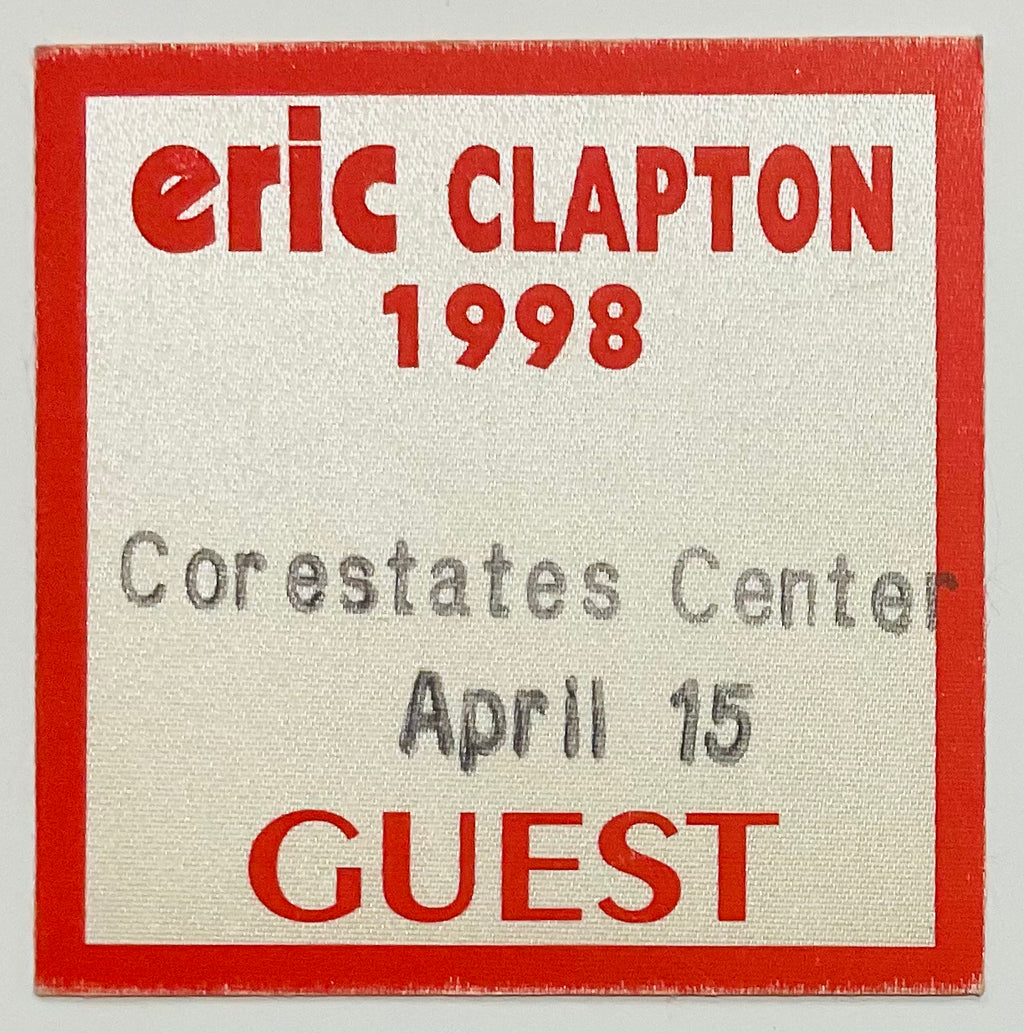 eric CLAPTON
1998
Corestates Center
April 15
GUEST